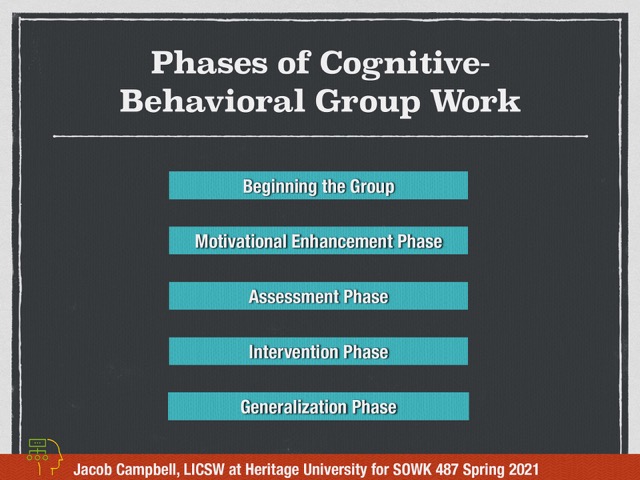 Phases of Cognitive-
Behavioral Group Work
Beginning the Group
Motivational Enhancement Phase
Assessment Phase
Intervention Phase
Generalization Phase
Jacob Campbell, LICSW at Heritage University for SOWK 487 Spring 2021